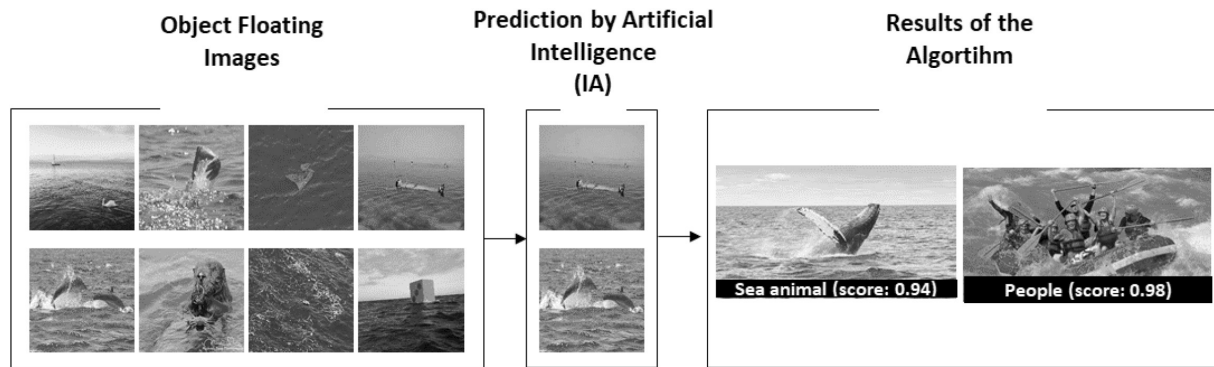 Object Floating
Images
Prediction by Artificial
Intelligence
(IA)
Results of the
Algortihm
Sea animal (score: 0.94)
People (score: 0.98)